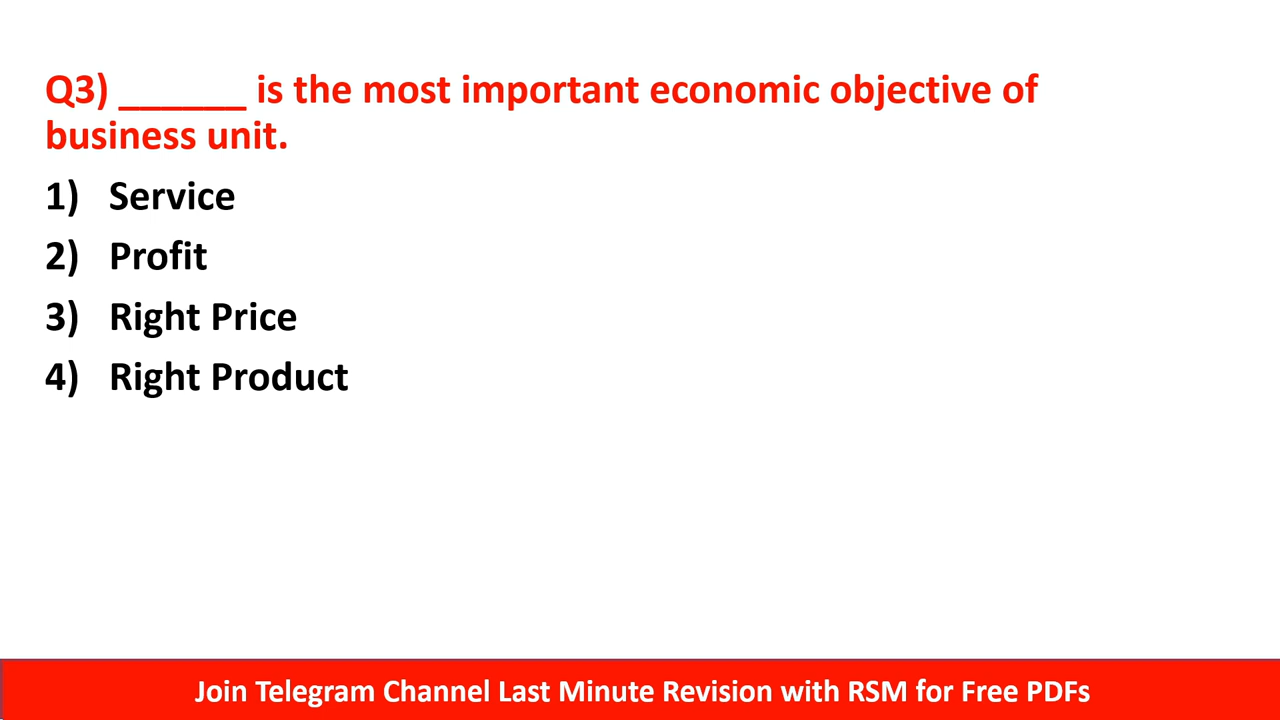 Q3) ______ is the most important economic objective of
business unit.
1) Service
2) Profit
3) Right Price
4) Right Product
Join Telegram Channel Last Minute Revision with RSM for Free PDFs